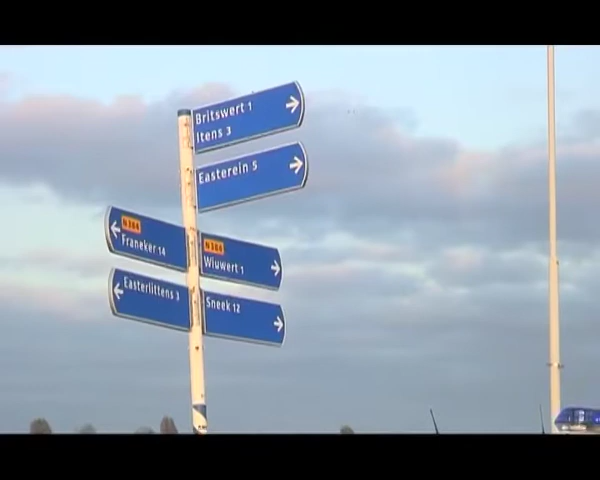 Britswert 1
Itens 3
Easterein 5
N384
Franeker 14
N384
Wiuwert 1
Easterlittens 3
Sneek 12